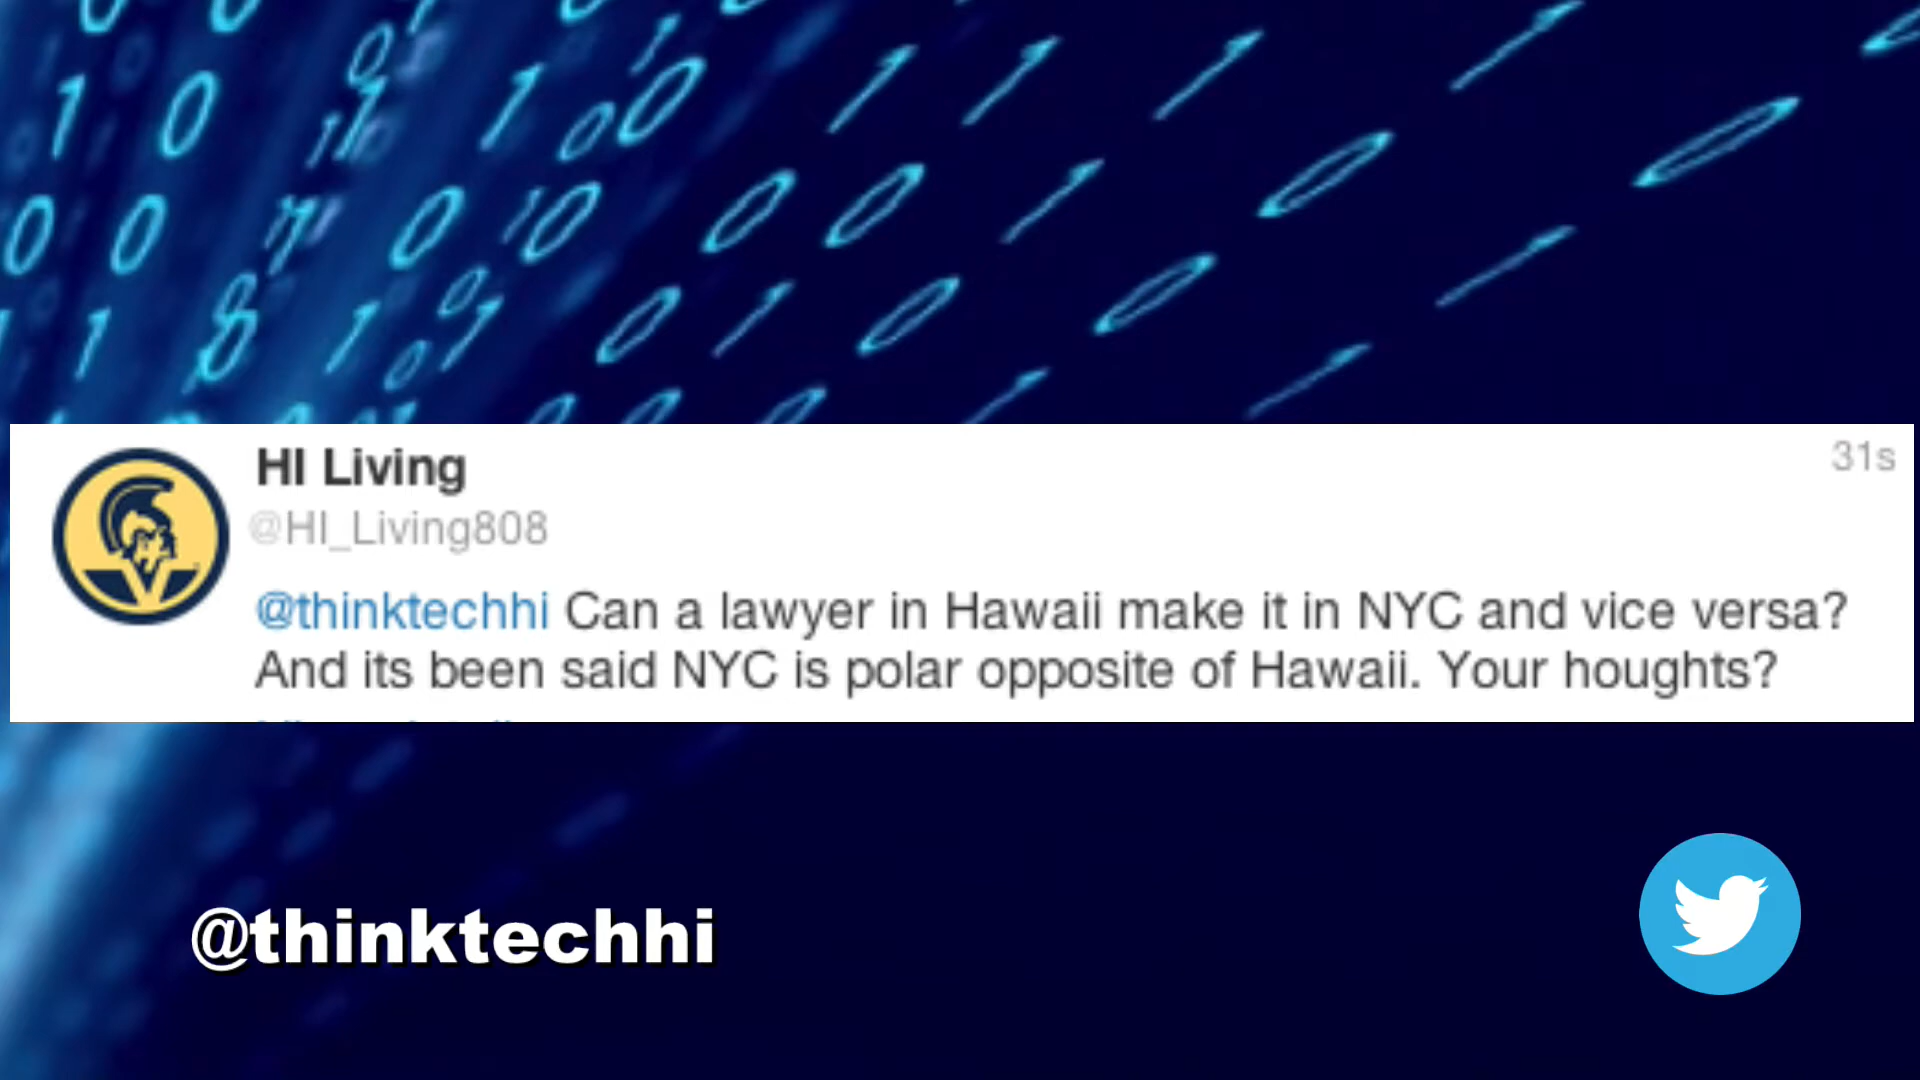 HI Living
31s
@HI_Living808
@thinktechhi Can a lawyer in Hawaii make it in NYC and vice versa?
And its been said NYC is polar opposite of Hawaii. Your houghts?
@thinktechhi